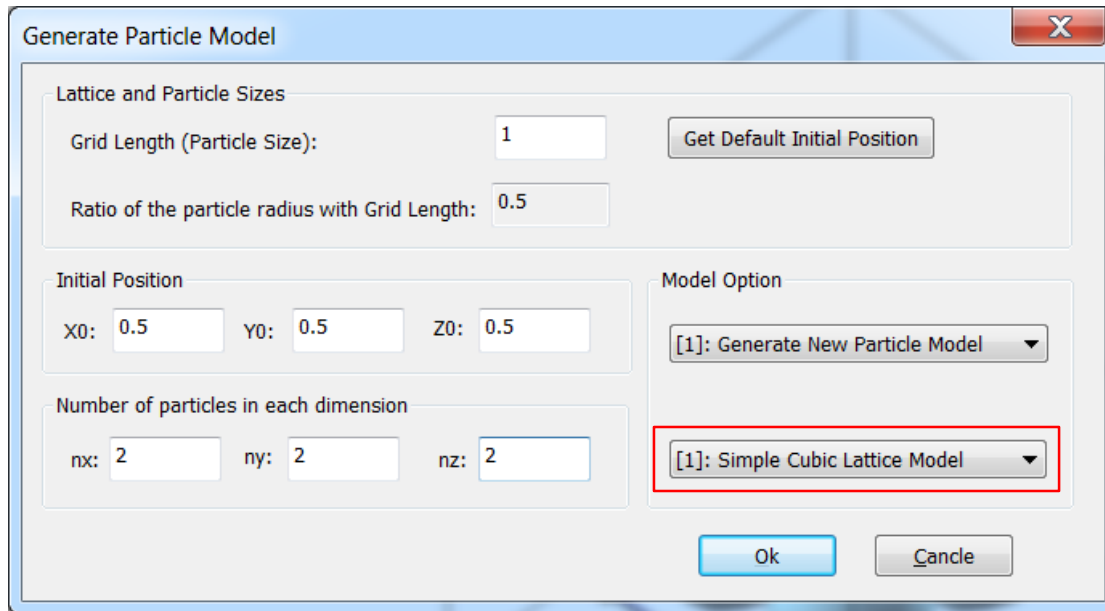 Generate Particle Model
X
Lattice and Particle Sizes
Grid Length (Particle Size): 1 Get Default Initial Position
Ratio of the particle radius with Grid Length: 0.5
Initial Position
X0: 0.5 Y0: 0.5 Z0: 0.5
Number of particles in each dimension
nx: 2 ny: 2 nz: 2
Model Option
[1]: Generate New Particle Model
[1]: Simple Cubic Lattice Model
Ok Cancle